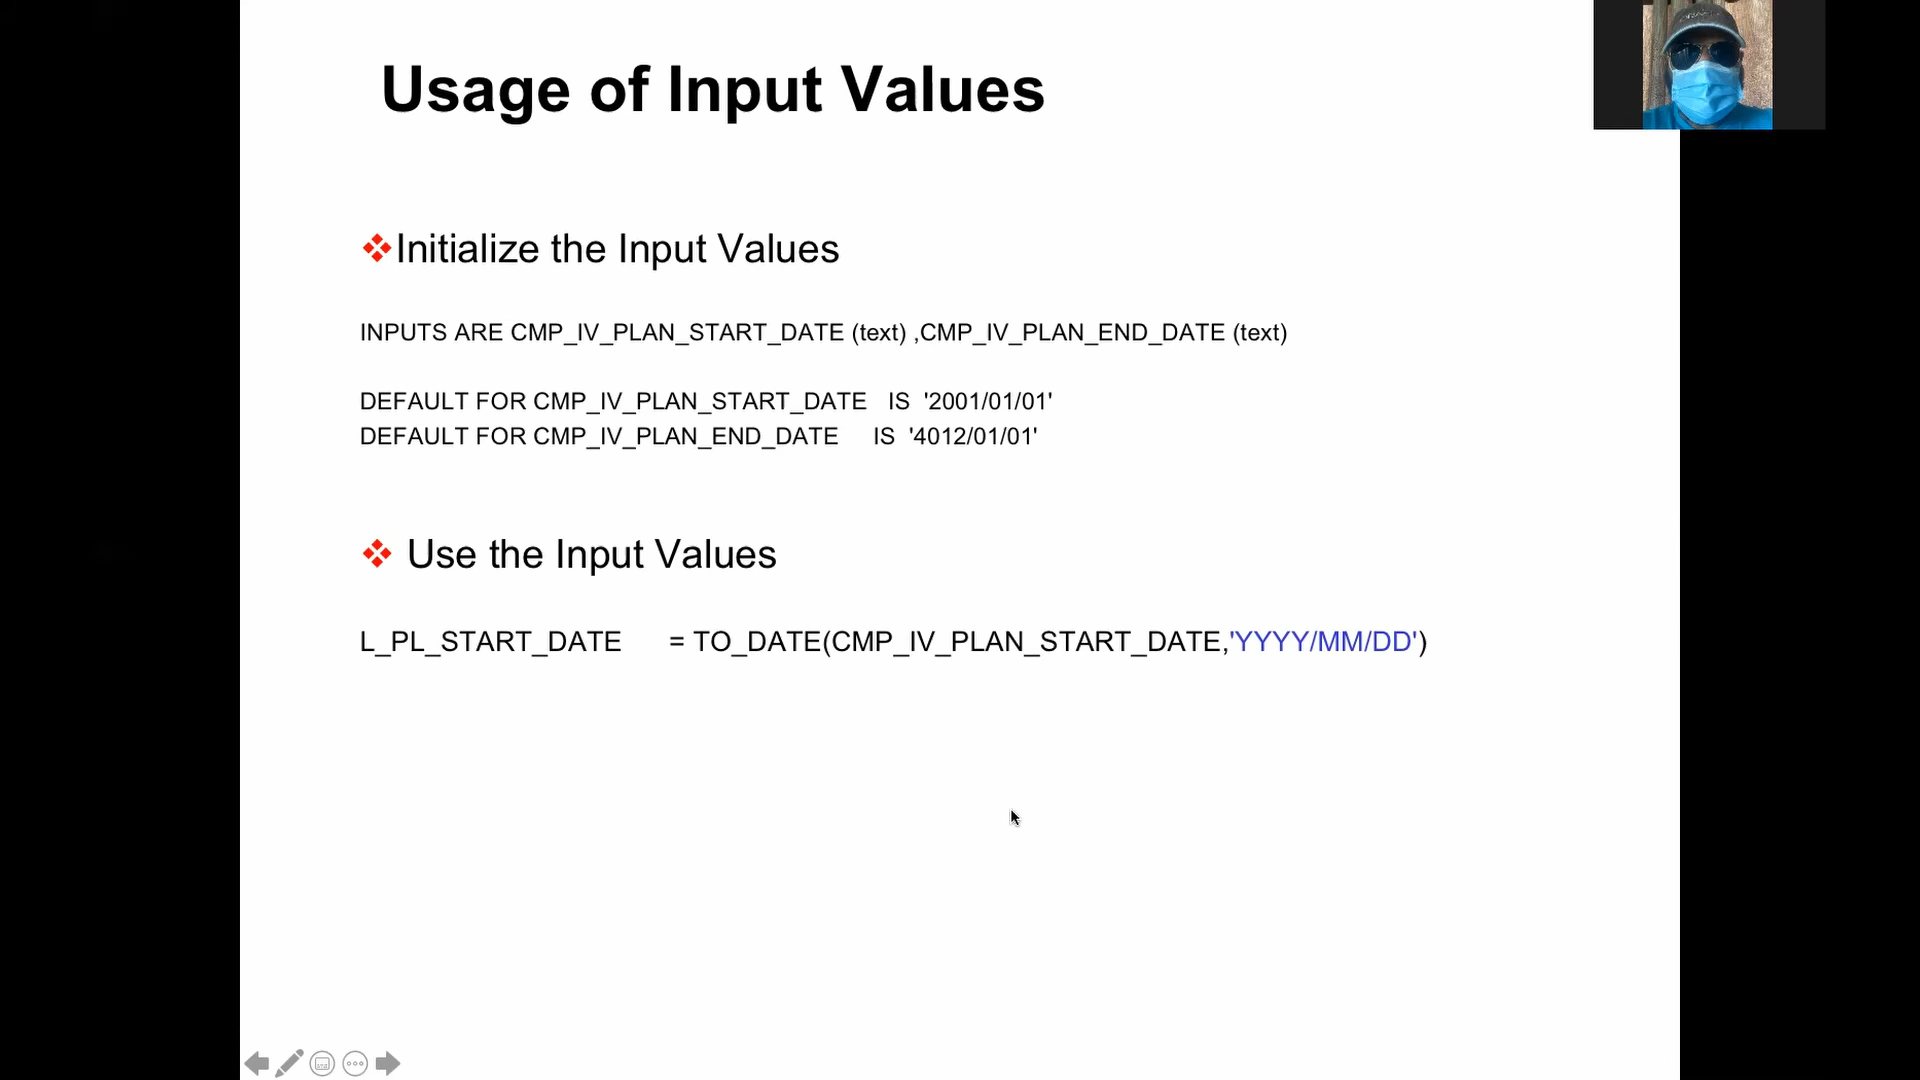 Usage of Input Values
Initialize the Input Values
INPUTS ARE CMP_IV_PLAN_START_DATE (text) ,CMP_IV_PLAN_END_DATE (text)
DEFAULT FOR CMP_IV_PLAN_START_DATE IS '2001/01/01'
DEFAULT FOR CMP_IV_PLAN_END_DATE IS '4012/01/01'
Use the Input Values
L_PL_START_DATE = TO_DATE(CMP_IV_PLAN_START_DATE,'YYYY/MM/DD')